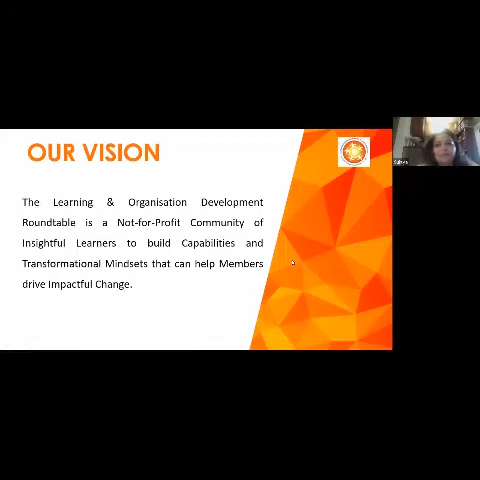 OUR VISION
The Learning & Organisation Development
Roundtable is a Not-for-Profit Community of
Insightful Learners to build Capabilities and
Transformational Mindsets that can help Members
drive Impactful Change.